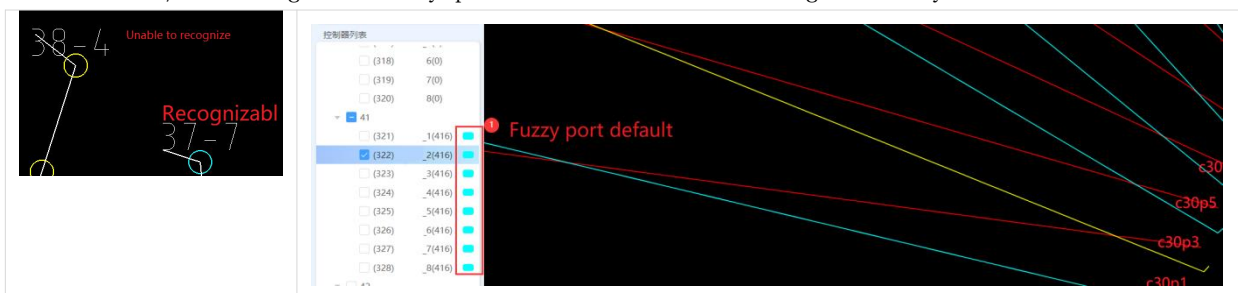 38-4
Unable to recognize
Recognizabl
37-7
控制器列表
(318) 6(0)
(319) 7(0)
(320) 8(0)
41
(321) _1(416)
(322) _2(416)
(323) _3(416)
(324) _4(416)
(325) _5(416)
(326) _6(416)
(327) _7(416)
(328) _8(416)
1 Fuzzy port default
c30
c30p5
c30p3
c30p1